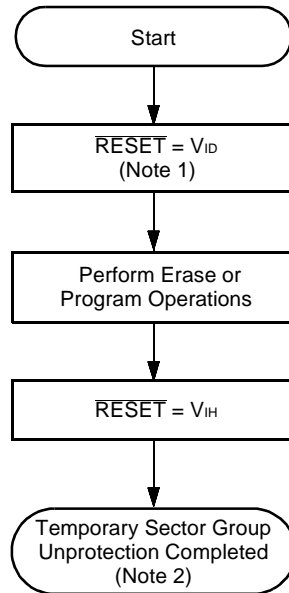 Start
RESET = VID
(Note 1)
Perform Erase or
Program Operations
RESET = VIH
Temporary Sector Group
Unprotection Completed
(Note 2)